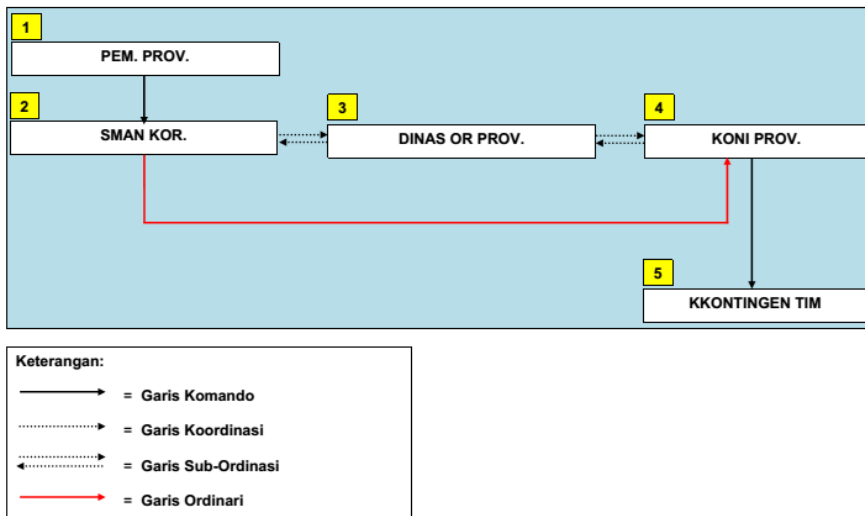 1
PEM. PROV.
2
SMAN KOR.
3
DINAS OR PROV.
4
KONI PROV.
5
KKONTINGEN TIM
Keterangan:
= Garis Komando
= Garis Koordinasi
= Garis Sub-Ordinasi
= Garis Ordinari